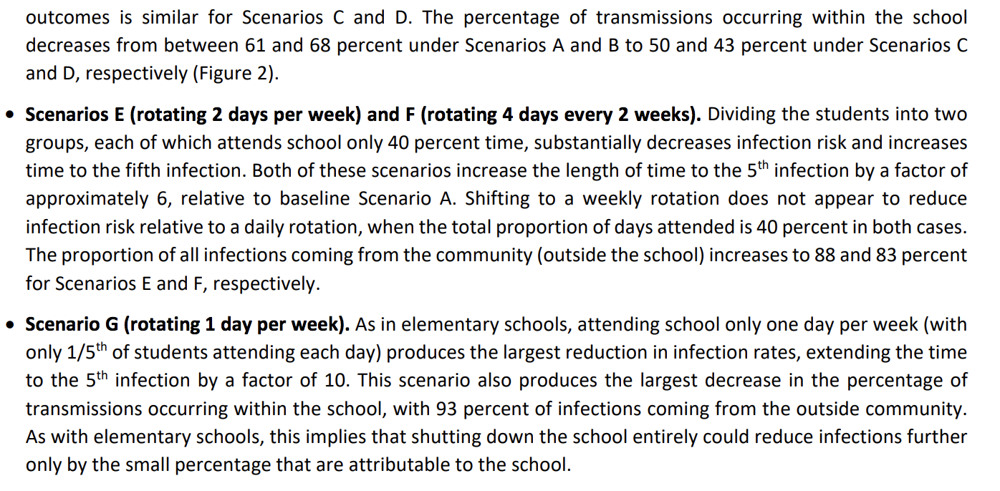 outcomes is similar for Scenarios C and D. The percentage of transmissions occurring within the school
decreases from between 61 and 68 percent under Scenarios A and B to 50 and 43 percent under Scenarios C
and D, respectively (Figure 2).
• Scenarios E (rotating 2 days per week) and F (rotating 4 days every 2 weeks). Dividing the students into two
groups, each of which attends school only 40 percent time, substantially decreases infection risk and increases
time to the fifth infection. Both of these scenarios increase the length of time to the 5th infection by a factor of
approximately 6, relative to baseline Scenario A. Shifting to a weekly rotation does not appear to reduce
infection risk relative to a daily rotation, when the total proportion of days attended is 40 percent in both cases.
The proportion of all infections coming from the community (outside the school) increases to 88 and 83 percent
for Scenarios E and F, respectively.
• Scenario G (rotating 1 day per week). As in elementary schools, attending school only one day per week (with
only 1/5th of students attending each day) produces the largest reduction in infection rates, extending the time
to the 5th infection by a factor of 10. This scenario also produces the largest decrease in the percentage of
transmissions occurring within the school, with 93 percent of infections coming from the outside community.
As with elementary schools, this implies that shutting down the school entirely could reduce infections further
only by the small percentage that are attributable to the school.